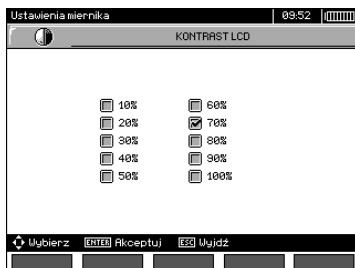 Ustawienia miernika 09:52
KONTRAST LCD
10% 60%
20% 70%
30% 80%
40% 90%
50% 100%
Wybierz ENTER Akceptuj ESC Wyjdź